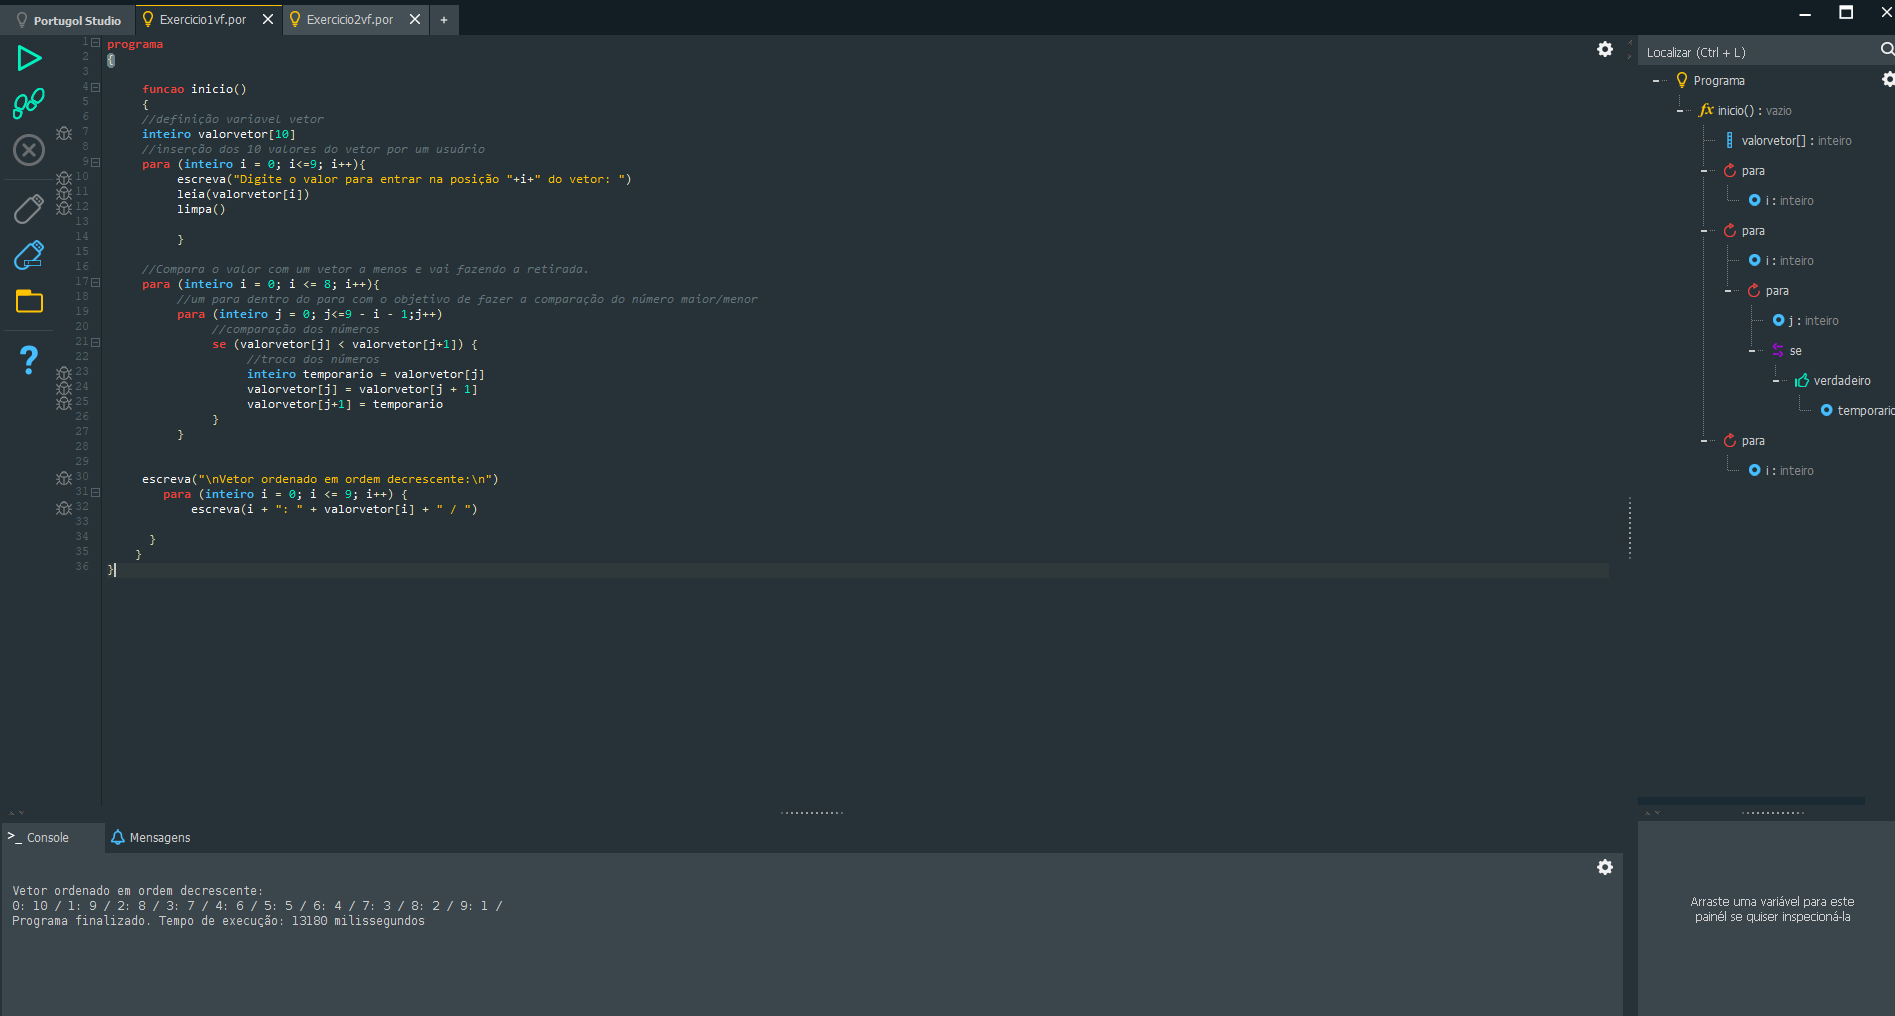 Portugol Studio
Exercicio1vf.por
Exercicio2vf.por
+
1 programa
2 {
3
4 funcao inicio()
5 {
6 //definição variavel vetor
7 inteiro valorvetor[10]
8 //inserção dos 10 valores do vetor por um usuário
9 para (inteiro i = 0; i<=9; i++){
10 escreva("Digite o valor para entrar na posição "+i+" do vetor: ")
11 leia(valorvetor[i])
12 limpa()
13
14 }
15
16 //Compara o valor com um vetor a menos e vai fazendo a retirada.
17 para (inteiro i = 0; i <= 8; i++){
18 //um para dentro do para com o objetivo de fazer a comparação do número maior/menor
19 para (inteiro j = 0; j<=9 - i - 1;j++)
20 //comparação dos números
21 se (valorvetor[j] < valorvetor[j+1]) {
22 //troca dos números
23 inteiro temporario = valorvetor[j]
24 valorvetor[j] = valorvetor[j + 1]
25 valorvetor[j+1] = temporario
26 }
27 }
28
29
30 escreva("\nVetor ordenado em ordem decrescente:\n")
31 para (inteiro i = 0; i <= 9; i++) {
32 escreva(i + ": " + valorvetor[i] + " / ")
33
34 }
35 }
36 }
Localizar (Ctrl + L)
Programa
fx inicio() : vazio
valorvetor[] : inteiro
para
i : inteiro
para
i : inteiro
para
j : inteiro
se
verdadeiro
temporario
para
i : inteiro
>_ Console
Mensagens
Vetor ordenado em ordem decrescente:
0: 10 / 1: 9 / 2: 8 / 3: 7 / 4: 6 / 5: 5 / 6: 4 / 7: 3 / 8: 2 / 9: 1 /
Programa finalizado. Tempo de execução: 13180 milissegundos
Arraste uma variável para este
painél se quiser inspecioná-la